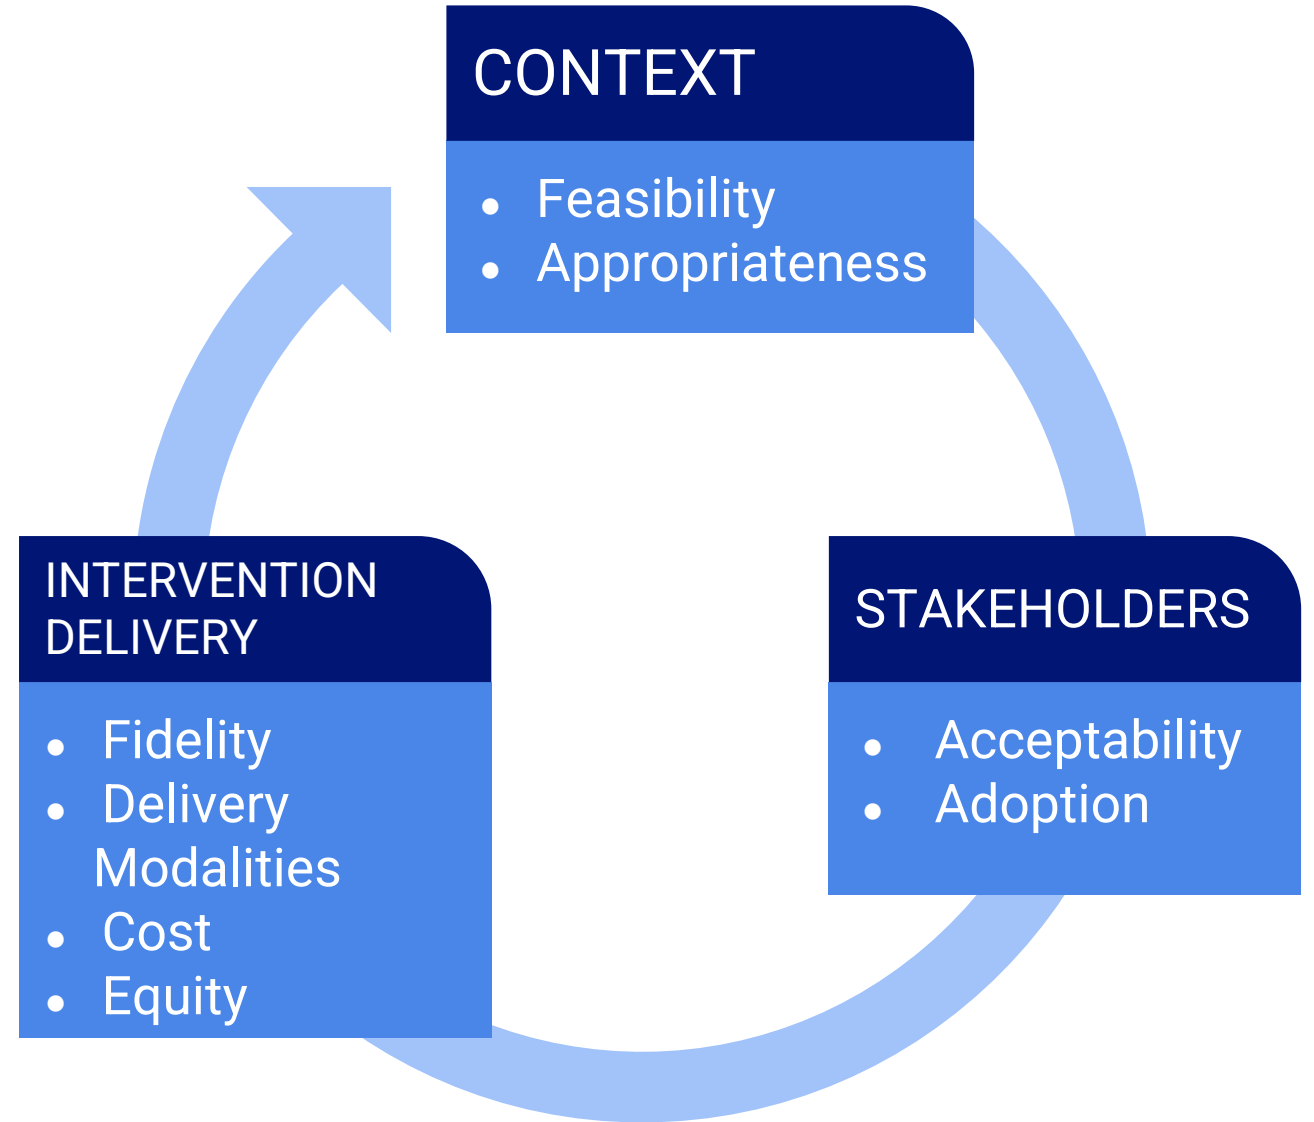 CONTEXT
• Feasibility
• Appropriateness
STAKEHOLDERS
• Acceptability
• Adoption
INTERVENTION
DELIVERY
• Fidelity
• Delivery
Modalities
• Cost
• Equity